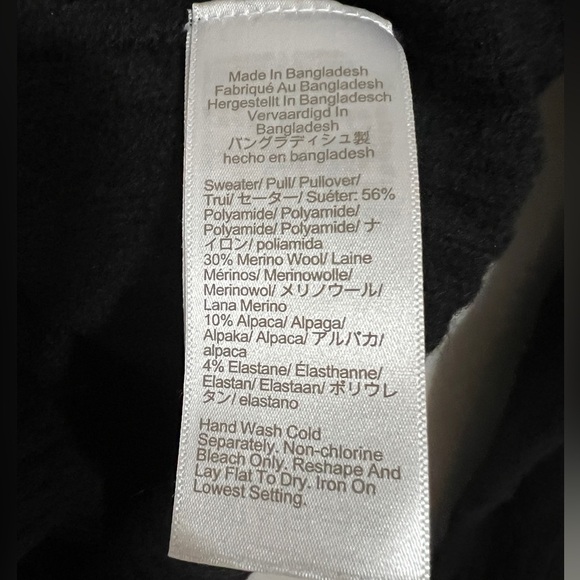 Made In Bangladesh
Fabriqué Au Bangladesh
Hergestellt In Bangladesch
Vervaardigd In
Bangladesh
バングラディシュ製
hecho en bangladesh
Sweater/ Pull/ Pullover/
Trui/ セーター/ Suéter: 56%
Polyamide/ Polyamide/
Polyamide/ Polyamide/ ナ
イロン/ poliamida
30% Merino Wool/ Laine
Mérinos/ Merinowolle/
Merinowol/ メリノウール/
Lana Merino
10% Alpaca/ Alpaga/
Alpaka/ Alpaca/ アルパカ/
alpaca
4% Elastane/ Élasthanne/
Elastan/ Elastaan/ ポリウレ
タン/ elastano
Hand Wash Cold
Separately. Non-chlorine
Bleach Only. Reshape And
Lay Flat To Dry. Iron On
Lowest Setting.